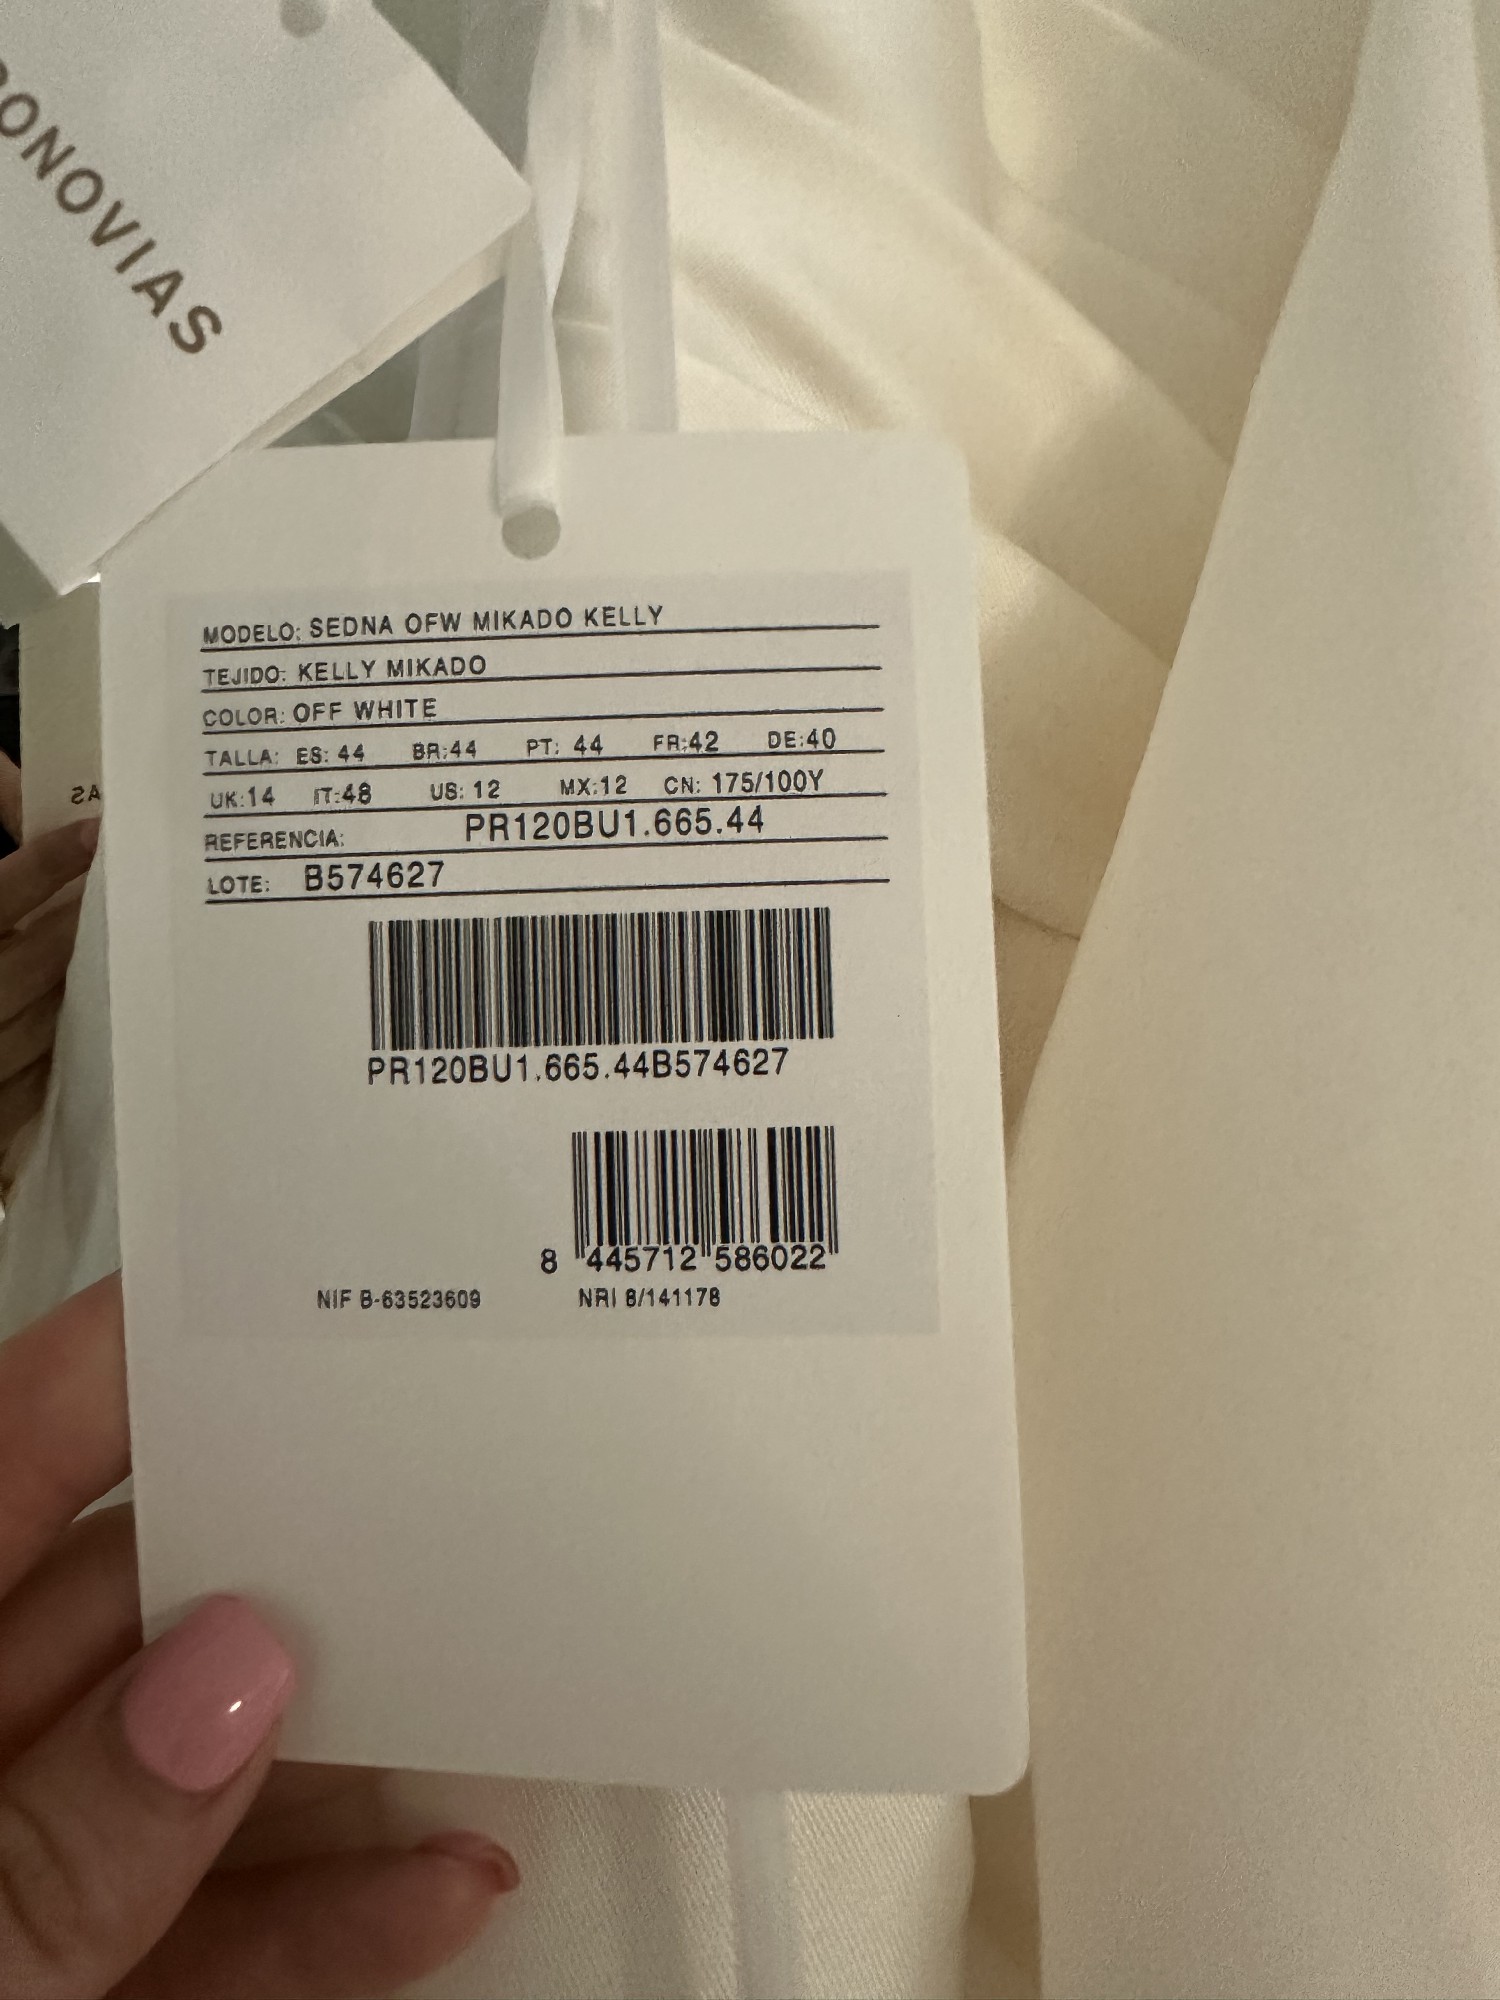 RONOVIAS
MODELO: SEDNA OFW MIKADO KELLY
TEJIDO: KELLY MIKADO
COLOR: OFF WHITE
TALLA: ES: 44 BR:44 PT: 44 FR:42 DE:40
UK:14 IT:48 US: 12 MX:12 CN: 175/100Y
REFERENCIA: PR120BU1.665.44
LOTE: B574627
PR120BU1.665.44B574627
8 445712 586022
NIF B-63523609 NRI 8/141178